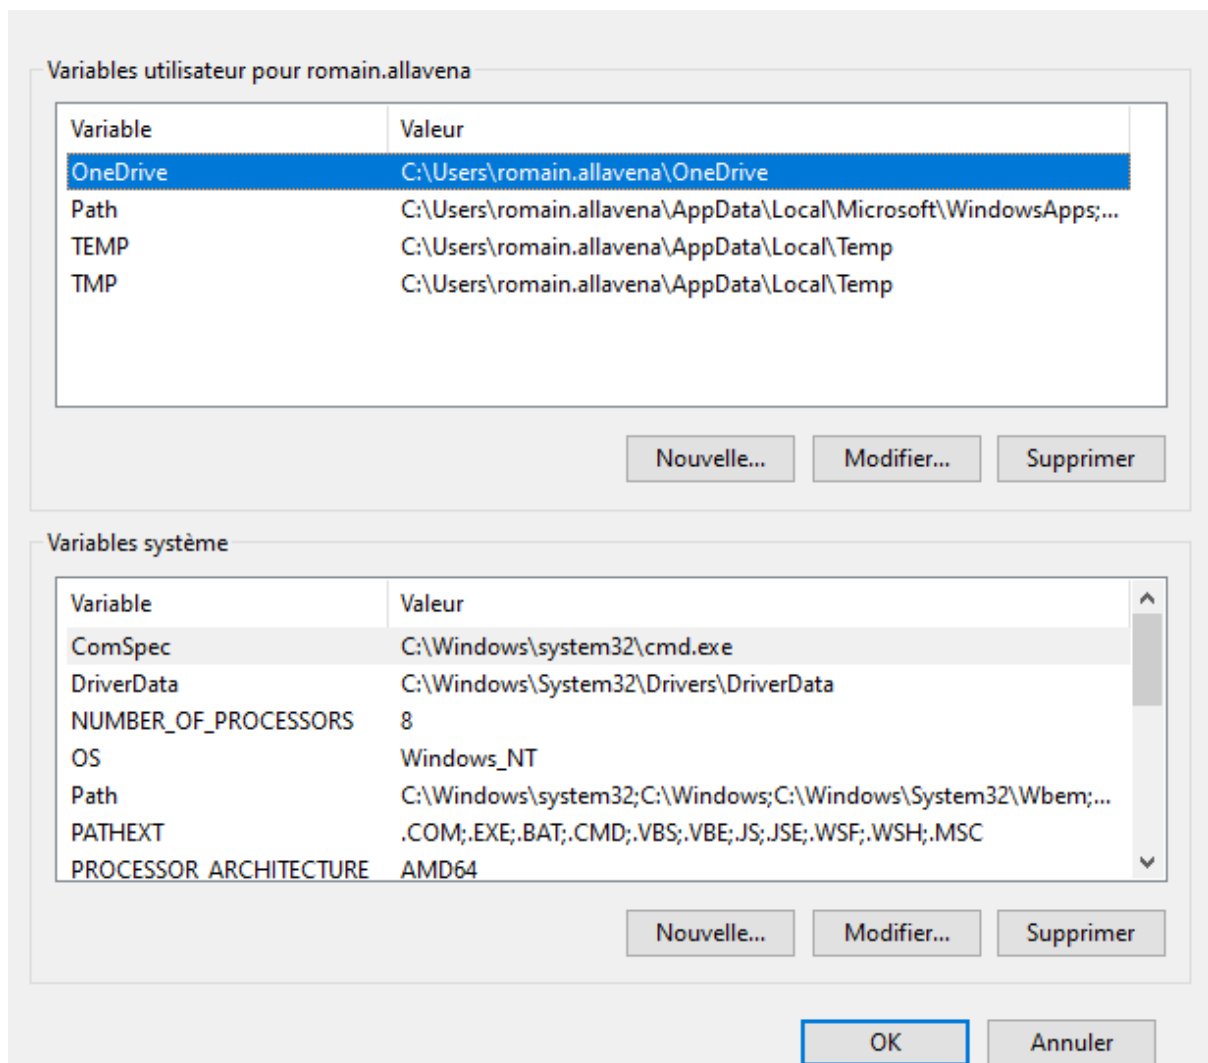 Variables utilisateur pour romain.allavena
Variable Valeur
OneDrive C:\Users\romain.allavena\OneDrive
Path C:\Users\romain.allavena\AppData\Local\Microsoft\WindowsApps;...
TEMP C:\Users\romain.allavena\AppData\Local\Temp
TMP C:\Users\romain.allavena\AppData\Local\Temp
Nouvelle... Modifier... Supprimer
Variables système
Variable Valeur
ComSpec C:\Windows\system32\cmd.exe
DriverData C:\Windows\System32\Drivers\DriverData
NUMBER_OF_PROCESSORS 8
OS Windows_NT
Path C:\Windows\system32;C:\Windows;C:\Windows\System32\Wbem;...
PATHEXT .COM;.EXE;.BAT;.CMD;.VBS;.VBE;.JS;.JSE;.WSF;.WSH;.MSC
PROCESSOR_ARCHITECTURE AMD64
Nouvelle... Modifier... Supprimer
OK Annuler